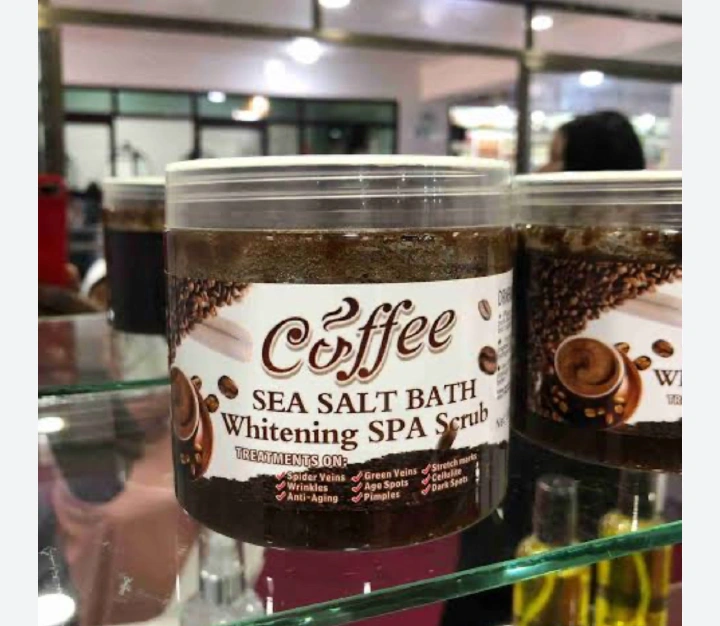 Coffee
SEA SALT BATH
Whitening SPA Scrub
TREATMENTS ON:
Spider Veins
Wrinkles
Anti-Aging
Green Veins
Age Spots
Pimples
Stretch marks
Cellulite
Dark Spots